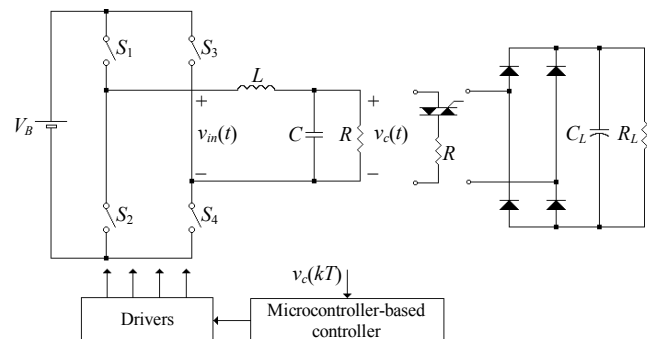 S1
S3
L
+
+
VB
vin(t)
C
R
vc(t)
R
CL
RL
−
−
S2
S4
vc(kT)
Drivers
Microcontroller-based
controller